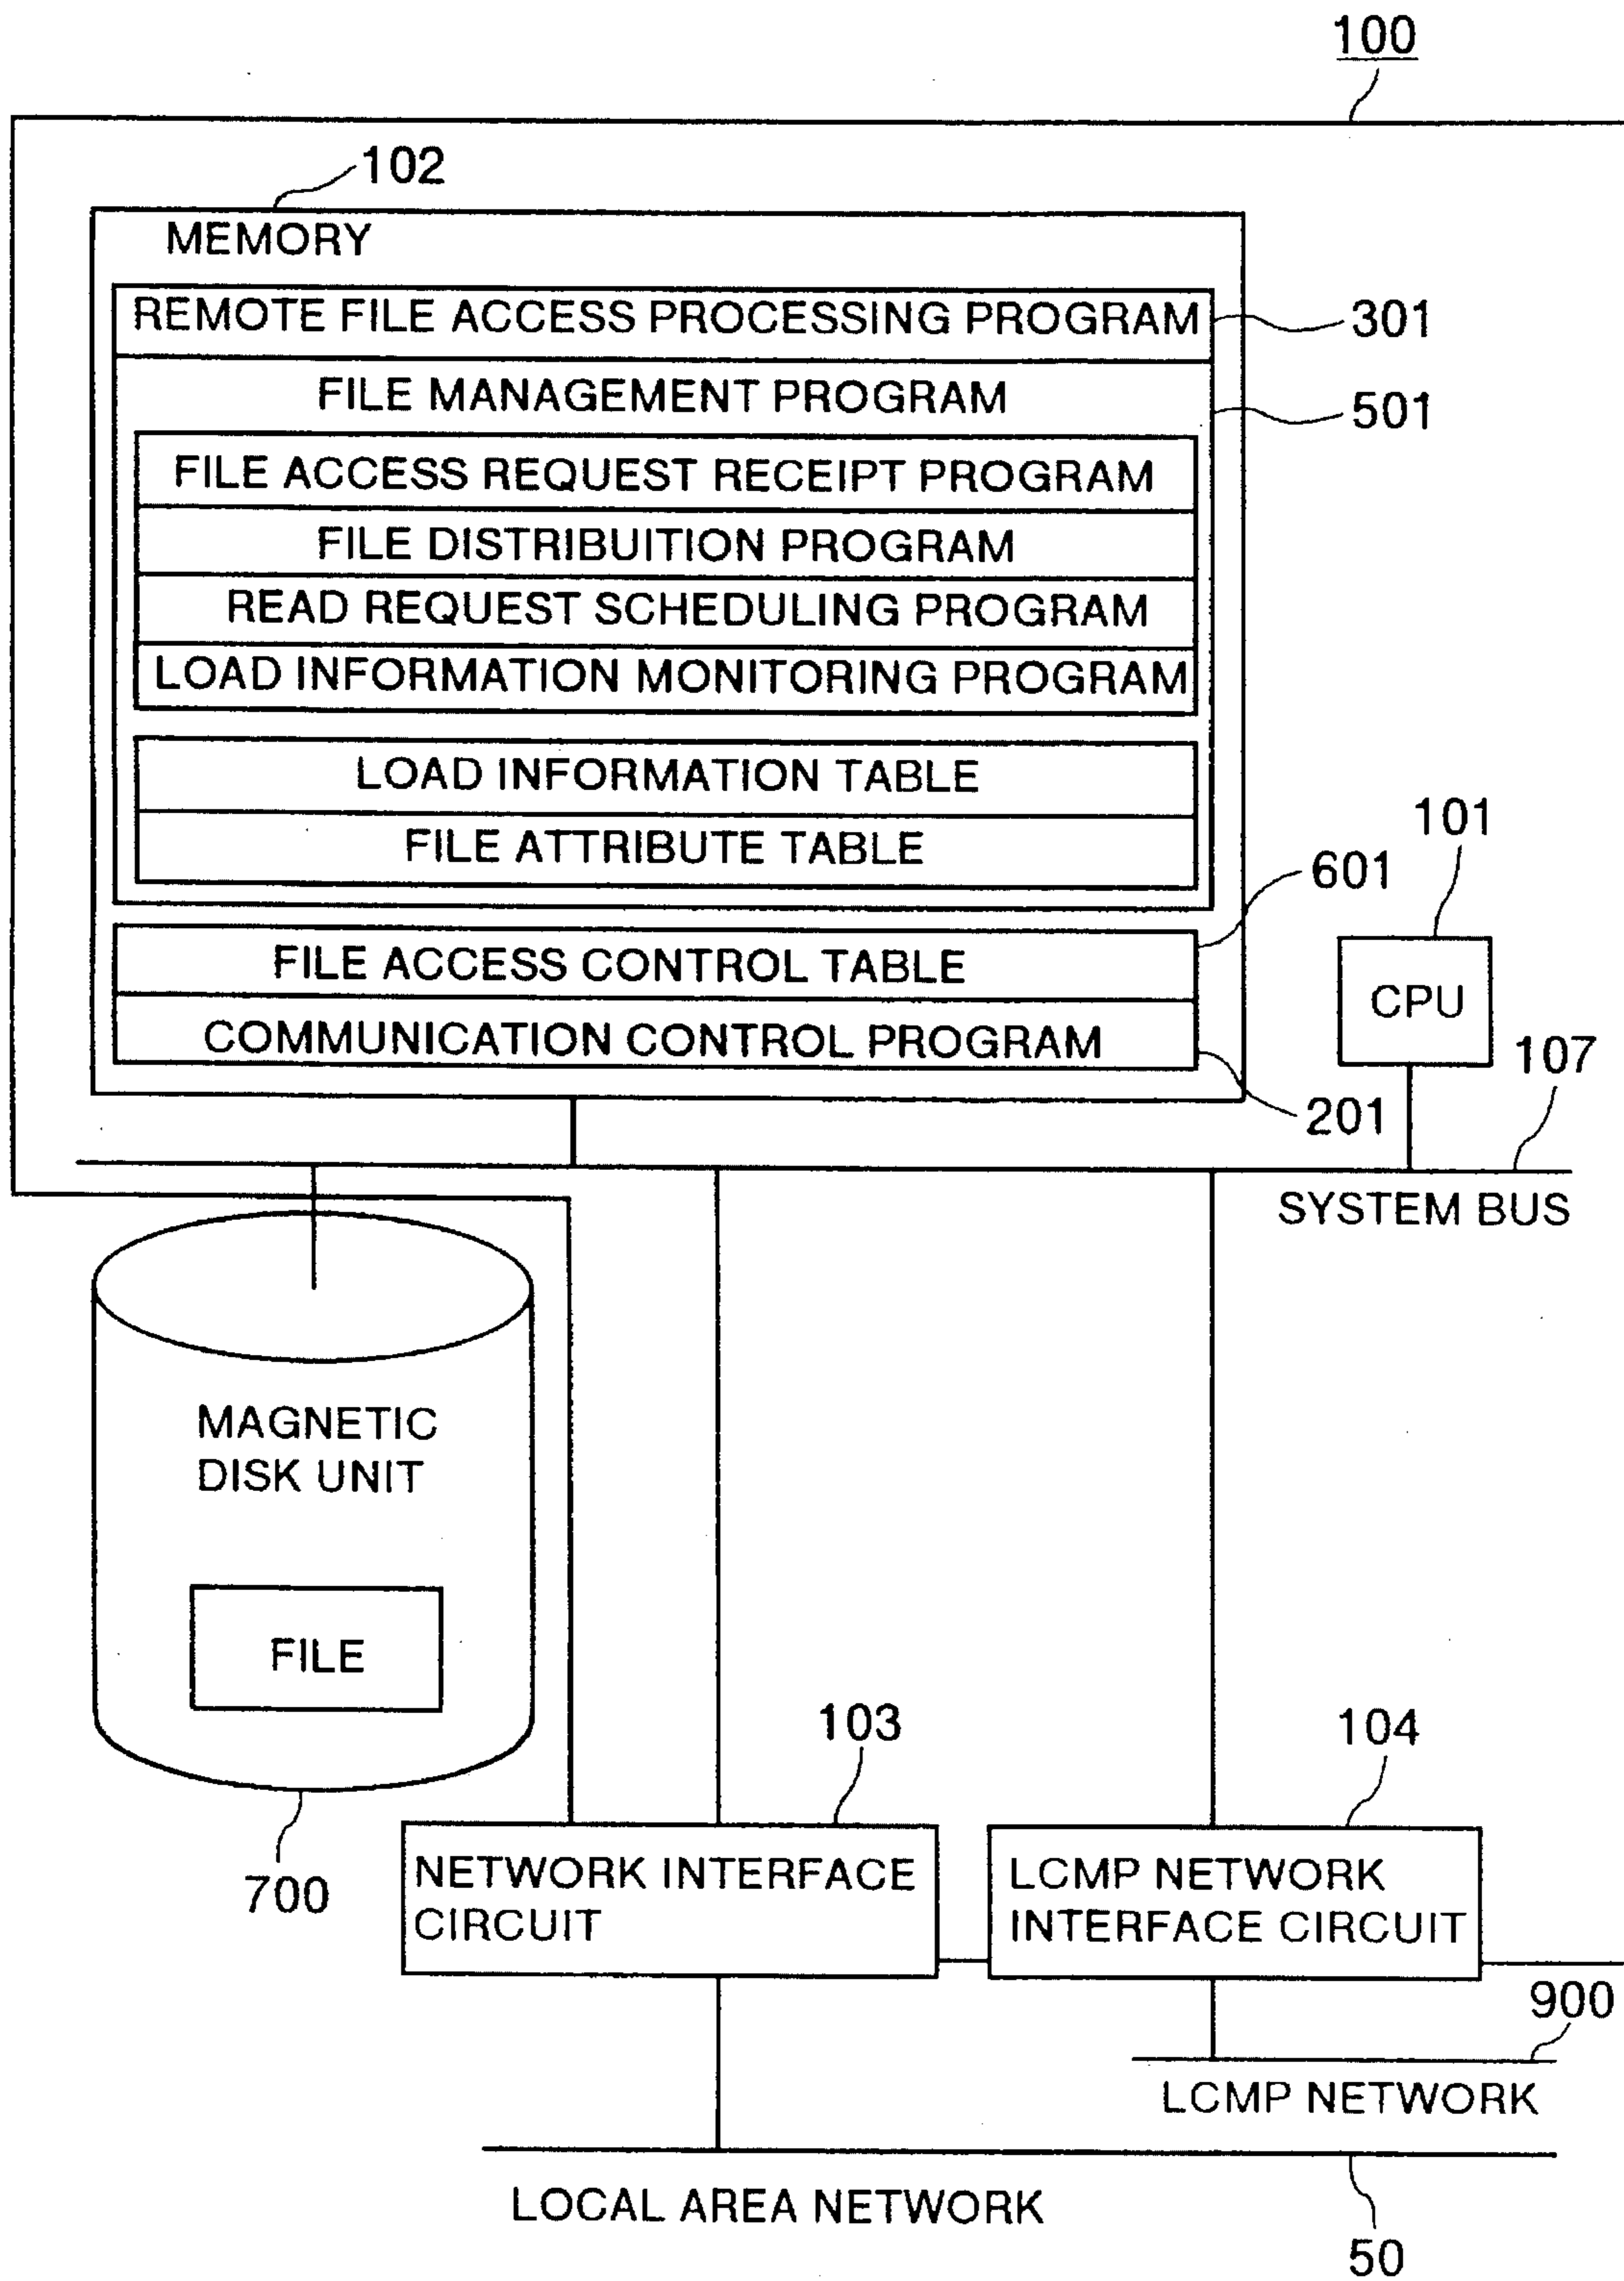 100
102
MEMORY
REMOTE FILE ACCESS PROCESSING PROGRAM
301
FILE MANAGEMENT PROGRAM
501
FILE ACCESS REQUEST RECEIPT PROGRAM
FILE DISTRIBUITION PROGRAM
READ REQUEST SCHEDULING PROGRAM
LOAD INFORMATION MONITORING PROGRAM
LOAD INFORMATION TABLE
FILE ATTRIBUTE TABLE
101
601
FILE ACCESS CONTROL TABLE
CPU
COMMUNICATION CONTROL PROGRAM
107
201
SYSTEM BUS
MAGNETIC
DISK UNIT
FILE
103
104
700
NETWORK INTERFACE
CIRCUIT
LCMP NETWORK
INTERFACE CIRCUIT
900
LCMP NETWORK
LOCAL AREA NETWORK
50